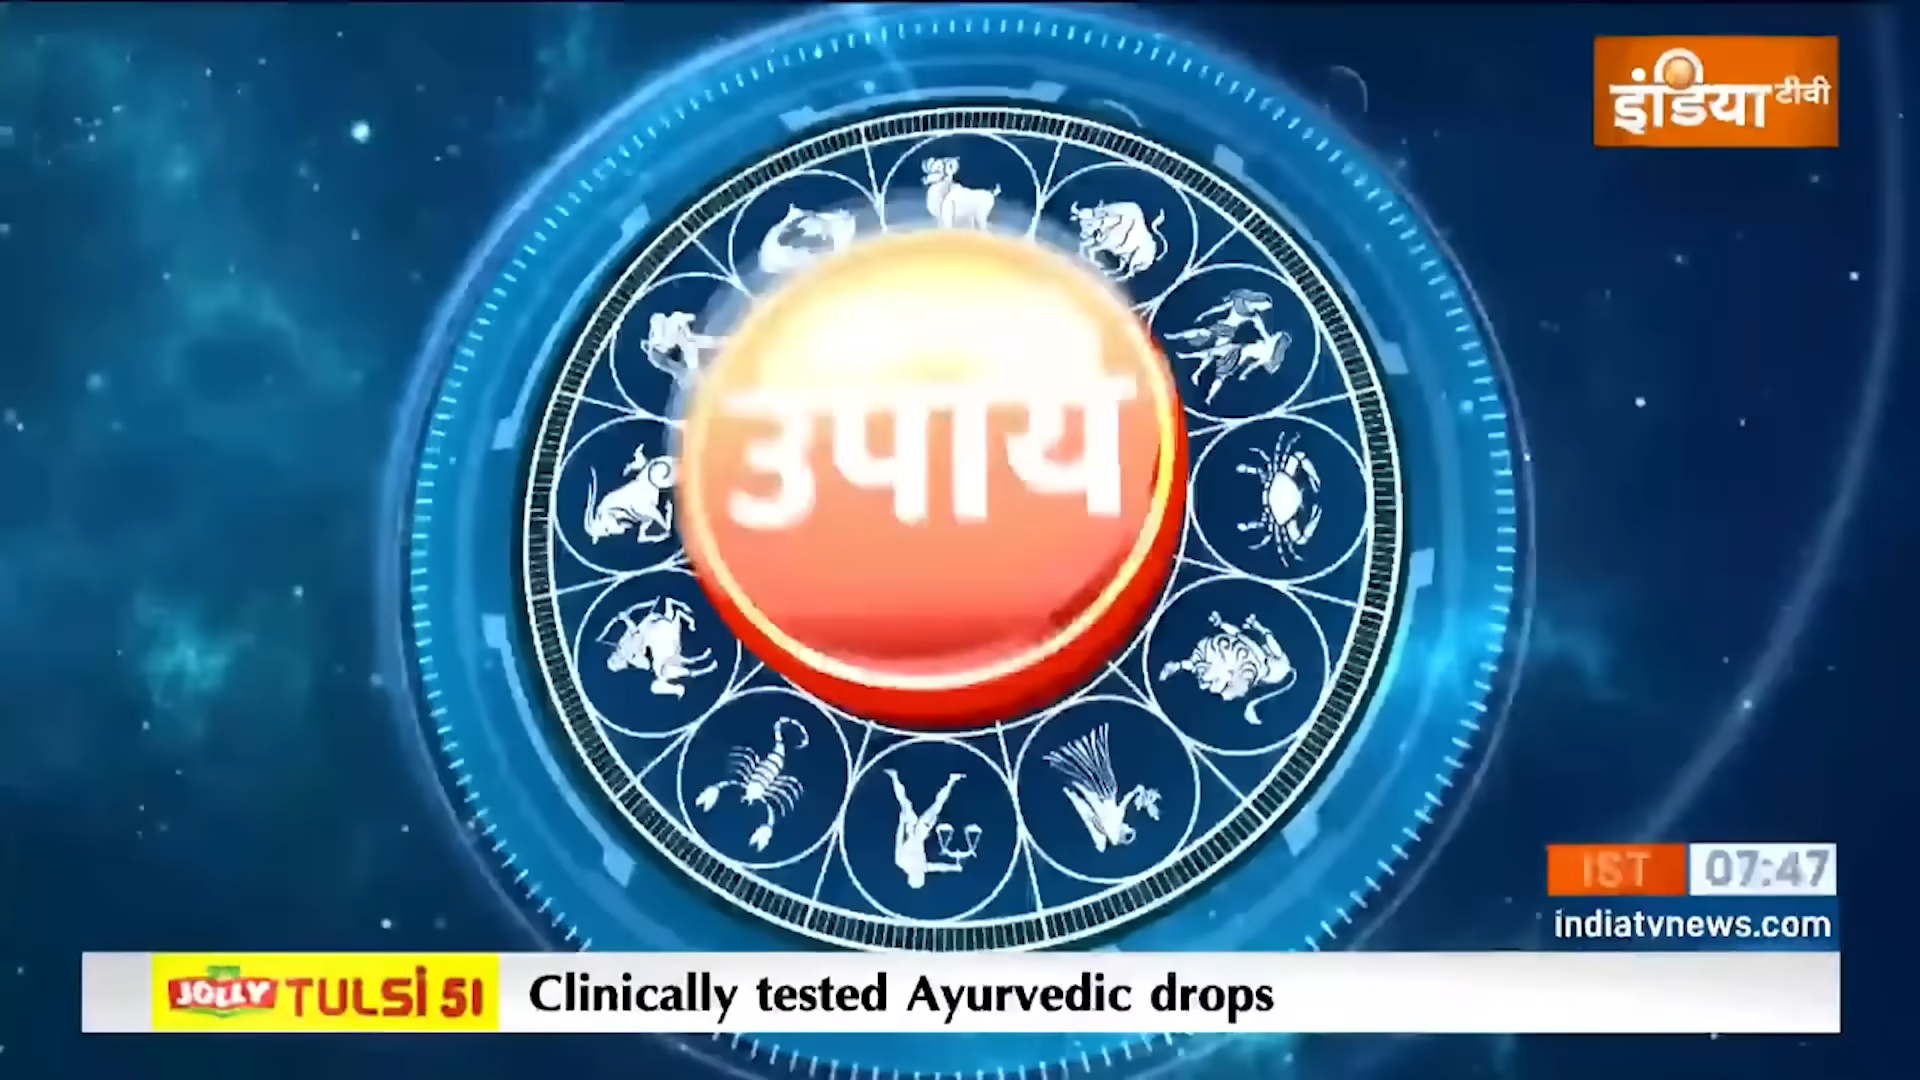 इंडिया टीवी
उपाय
IST 07:47
indiatvnews.com
JOLLY TULSI 51 Clinically tested Ayurvedic drops